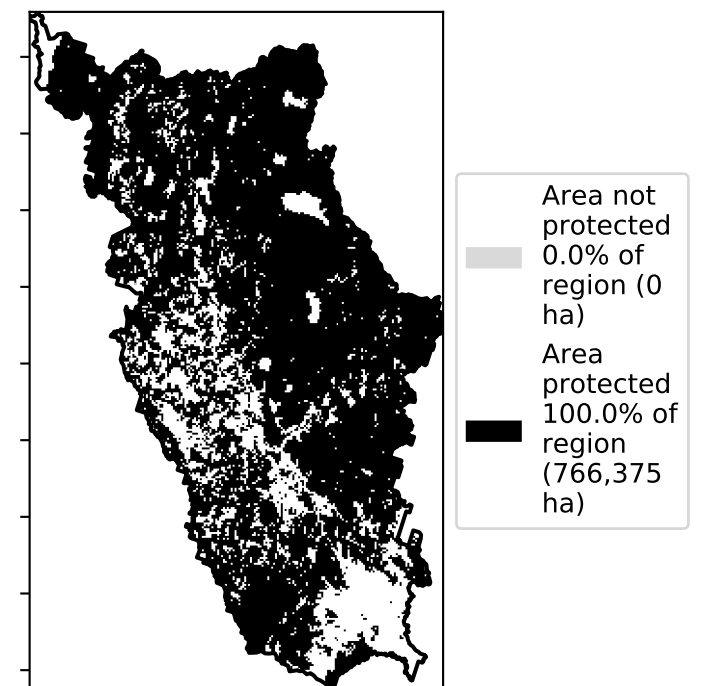 Area not
protected
0.0% of
region (0
ha)
Area
protected
100.0% of
region
(766,375
ha)